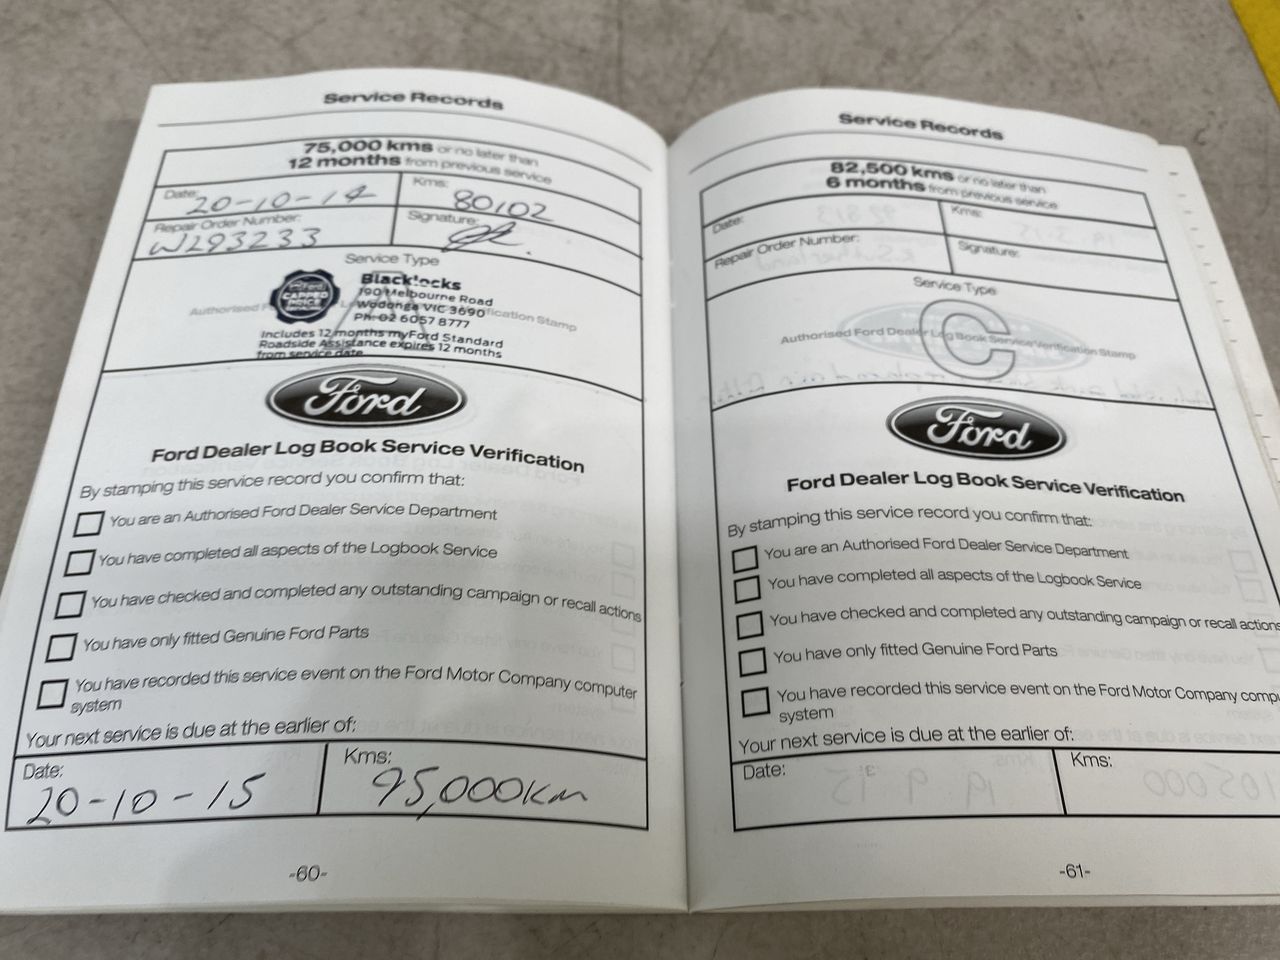 Service Records
75,000 kms or no later than
12 months from previous service
Date: 20-10-14
Kms: 80102
Repair Order Number: W293233
Signature:
Service Type
Authorised
CAPPED
PRICE
Blacklocks
190 Melbourne Road
Wodonga VIC 3690
Verification Stamp
Ph: 02 6057 8777
Includes 12 months myFord Standard
Roadside Assistance expires 12 months
from service date
Ford
Ford Dealer Log Book Service Verification
By stamping this service record you confirm that:
You are an Authorised Ford Dealer Service Department
You have completed all aspects of the Logbook Service
You have checked and completed any outstanding campaign or recall actions
You have only fitted Genuine Ford Parts
You have recorded this service event on the Ford Motor Company computer
system
Your next service is due at the earlier of:
Date: 20-10-15
Kms: 95,000KM
-60-
Service Records
82,500 kms or no later than
6 months from previous service
Date:
Kms:
Repair Order Number:
Signature:
Service Type
C
Authorised Ford Dealer Log Book Service Verification Stamp
Ford
Ford Dealer Log Book Service Verification
By stamping this service record you confirm that:
You are an Authorised Ford Dealer Service Department
You have completed all aspects of the Logbook Service
You have checked and completed any outstanding campaign or recall actions
You have only fitted Genuine Ford Parts
You have recorded this service event on the Ford Motor Company comp
system
Your next service is due at the earlier of:
Date:
Kms:
-61-